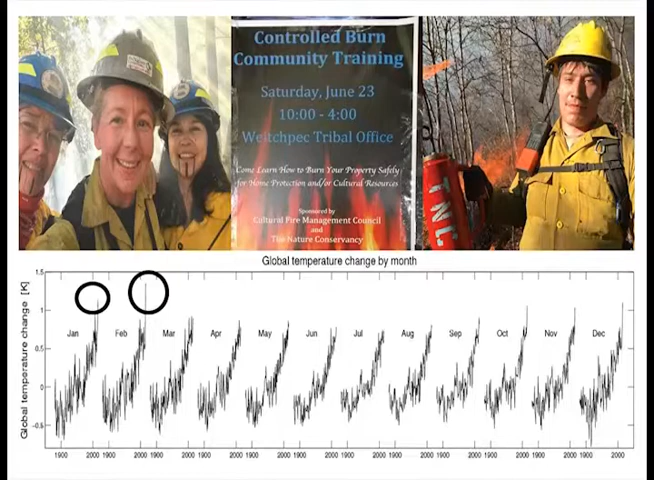 Controlled Burn
Community Training
Saturday, June 23
10:00 - 4:00
Weitchpec Tribal Office
Come Learn How to Burn Your Property Safely
for Home Protection and/or Cultural Resources
Sponsored by
Cultural Fire Management Council
and
The Nature Conservancy
TNC
Global temperature change by month
Global temperature change [K]
1.5
1
0.5
0
-0.5
Jan Feb Mar Apr May Jun Jul Aug Sep Oct Nov Dec
1900 2000 1900 2000 1900 2000 1900 2000 1900 2000 1900 2000 1900 2000 1900 2000 1900 2000 1900 2000 1900 2000 1900 2000